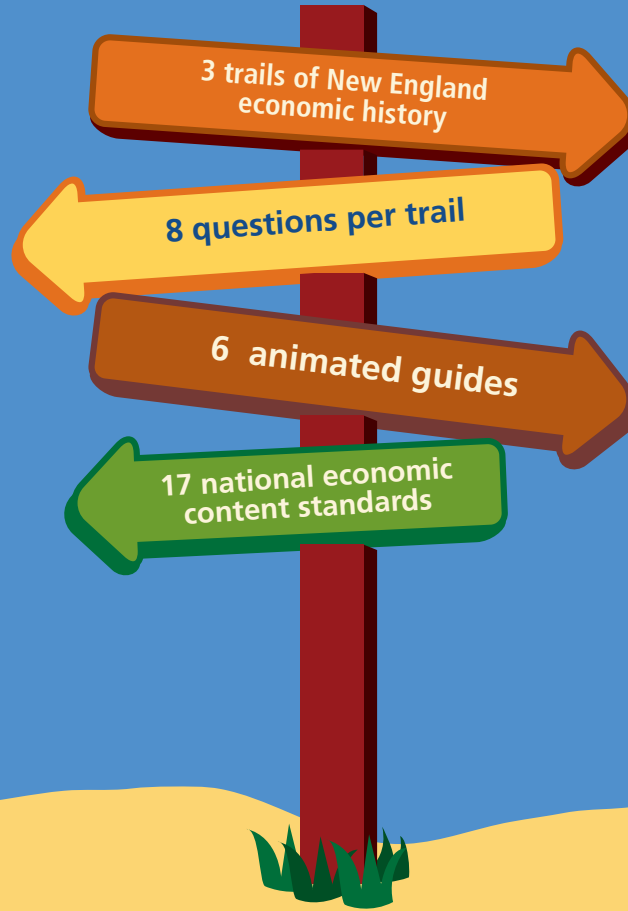 3 trails of New England
economic history
8 questions per trail
6 animated guides
17 national economic
content standards